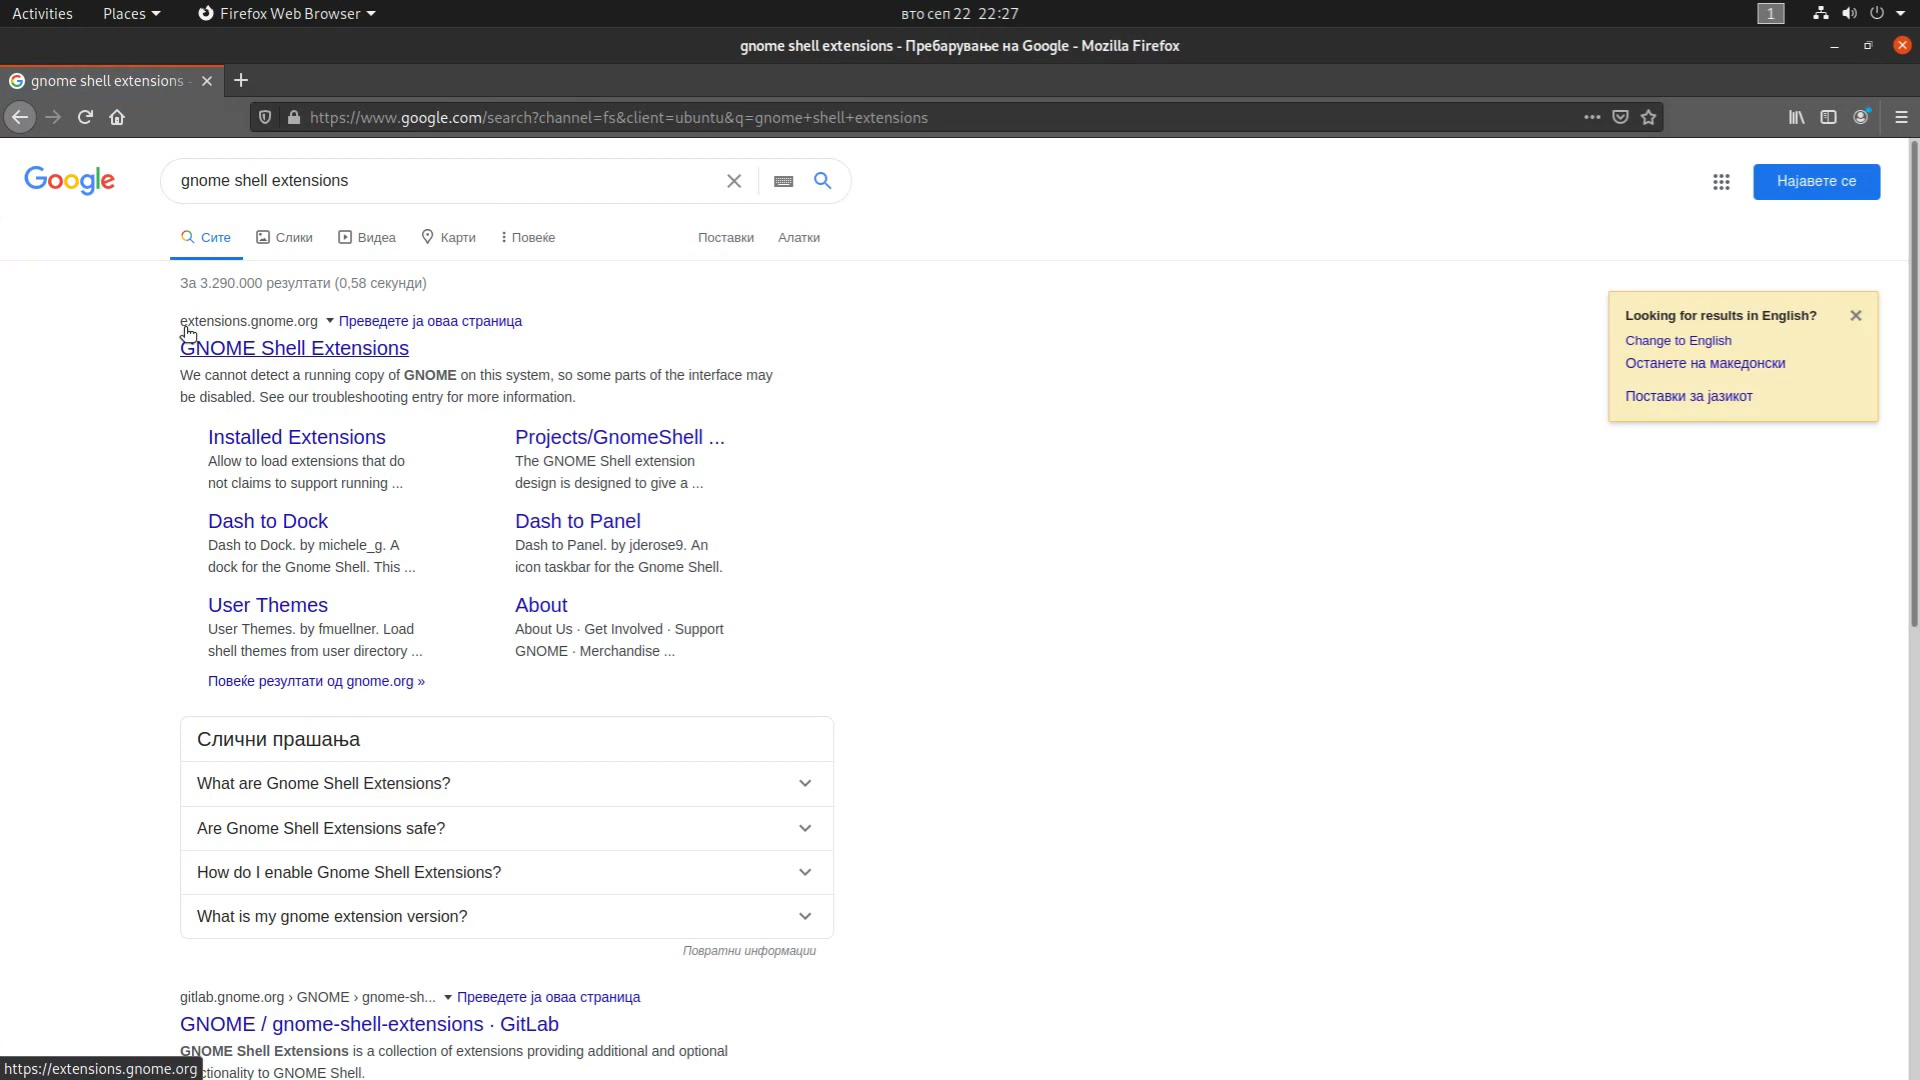 Activities Places Firefox Web Browser вто сеп 22 22:27 1
gnome shell extensions - Пребарување на Google - Mozilla Firefox
gnome shell extensions -
https://www.google.com/search?channel=fs&client=ubuntu&q=gnome+shell+extensions
Google gnome shell extensions Најавете се
Сите Слики Видеа Карти Повеќе Поставки Алатки
За 3.290.000 резултати (0,58 секунди)
extensions.gnome.org Преведете ја оваа страница
GNOME Shell Extensions
We cannot detect a running copy of GNOME on this system, so some parts of the interface may
be disabled. See our troubleshooting entry for more information.
Looking for results in English?
Change to English
Останете на македонски
Поставки за јазикот
Installed Extensions
Allow to load extensions that do
not claims to support running ...
Projects/GnomeShell ...
The GNOME Shell extension
design is designed to give a ...
Dash to Dock
Dash to Dock. by michele_g. A
dock for the Gnome Shell. This ...
Dash to Panel
Dash to Panel. by jderose9. An
icon taskbar for the Gnome Shell.
User Themes
User Themes. by fmuellner. Load
shell themes from user directory ...
About
About Us · Get Involved · Support
GNOME · Merchandise ...
Повеќе резултати од gnome.org »
Слични прашања
What are Gnome Shell Extensions?
Are Gnome Shell Extensions safe?
How do I enable Gnome Shell Extensions?
What is my gnome extension version?
Повратни информации
gitlab.gnome.org › GNOME › gnome-sh... Преведете ја оваа страница
GNOME / gnome-shell-extensions · GitLab
GNOME Shell Extensions is a collection of extensions providing additional and optional
ctionality to GNOME Shell.
https://extensions.gnome.org